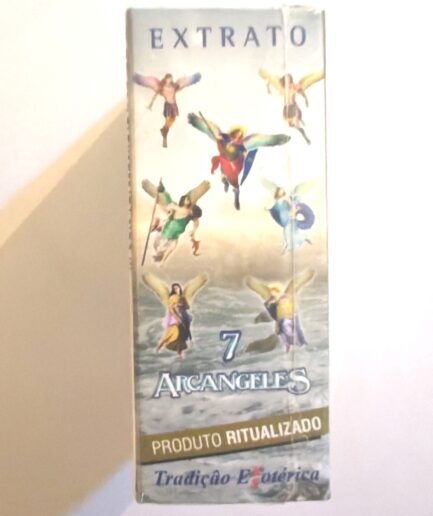 EXTRATO
7
ARCANGELES
PRODUTO RITUALIZADO
Tradição Esotérica